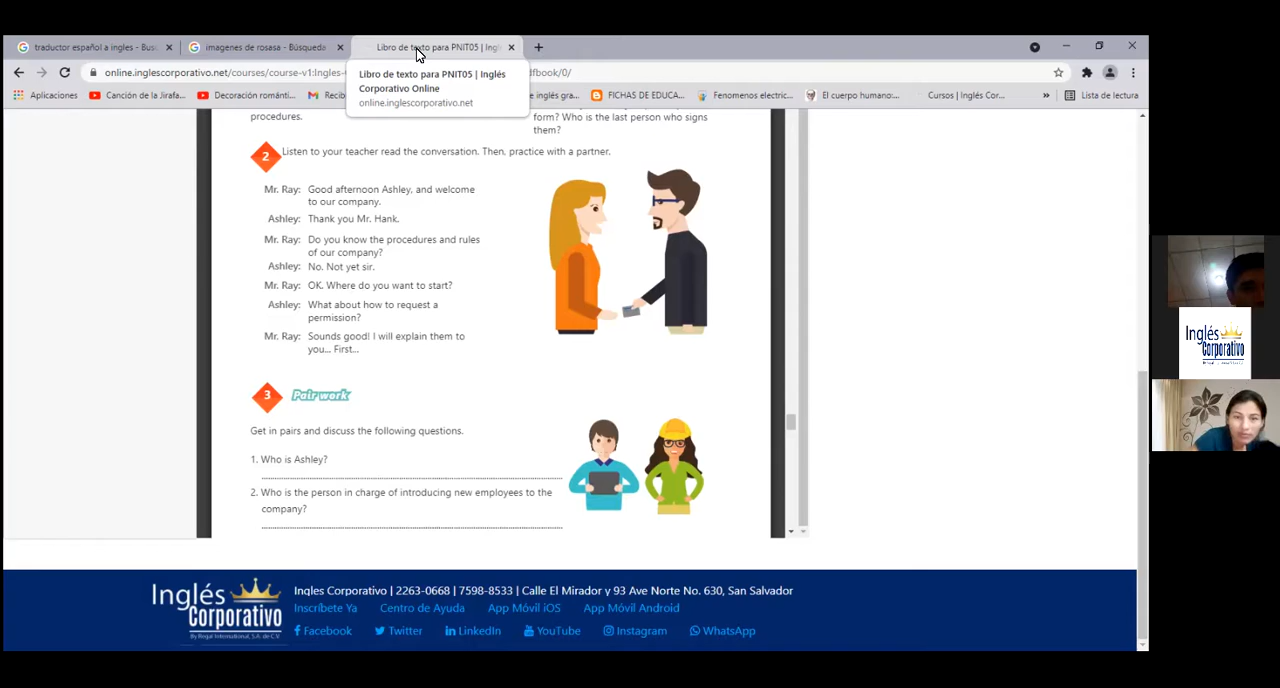 traductor español a ingles - Busc
imagenes de rosasa - Búsqueda
Libro de texto para PNIT05 | Ing
online.inglescorporativo.net/courses/course-v1:Ingles-
dfbook/0/
Libro de texto para PNIT05 | Inglés
Corporativo Online
online.inglescorporativo.net
Aplicaciones
Canción de la Jirafa...
Decoración románti...
FICHAS DE EDUCA...
Fenomenos electric...
El cuerpo humano:...
Cursos | Inglés Cor...
»
Lista de lectura
procedures.
form? Who is the last person who signs
them?
2 Listen to your teacher read the conversation. Then, practice with a partner.
Mr. Ray: Good afternoon Ashley, and welcome
to our company.
Ashley: Thank you Mr. Hank.
Mr. Ray: Do you know the procedures and rules
of our company?
Ashley: No. Not yet sir.
Mr. Ray: OK. Where do you want to start?
Ashley: What about how to request a
permission?
Mr. Ray: Sounds good! I will explain them to
you... First...
3 Pair work
Get in pairs and discuss the following questions.
1. Who is Ashley?
2. Who is the person in charge of introducing new employees to the
company?
Inglés
Corporativo
By Regal International, S.A. de C.V.
Ingles Corporativo | 2263-0668 | 7598-8533 | Calle El Mirador y 93 Ave Norte No. 630, San Salvador
Inscríbete Ya Centro de Ayuda App Móvil iOS App Móvil Android
Facebook Twitter LinkedIn YouTube Instagram WhatsApp
Inglés
Corporativo